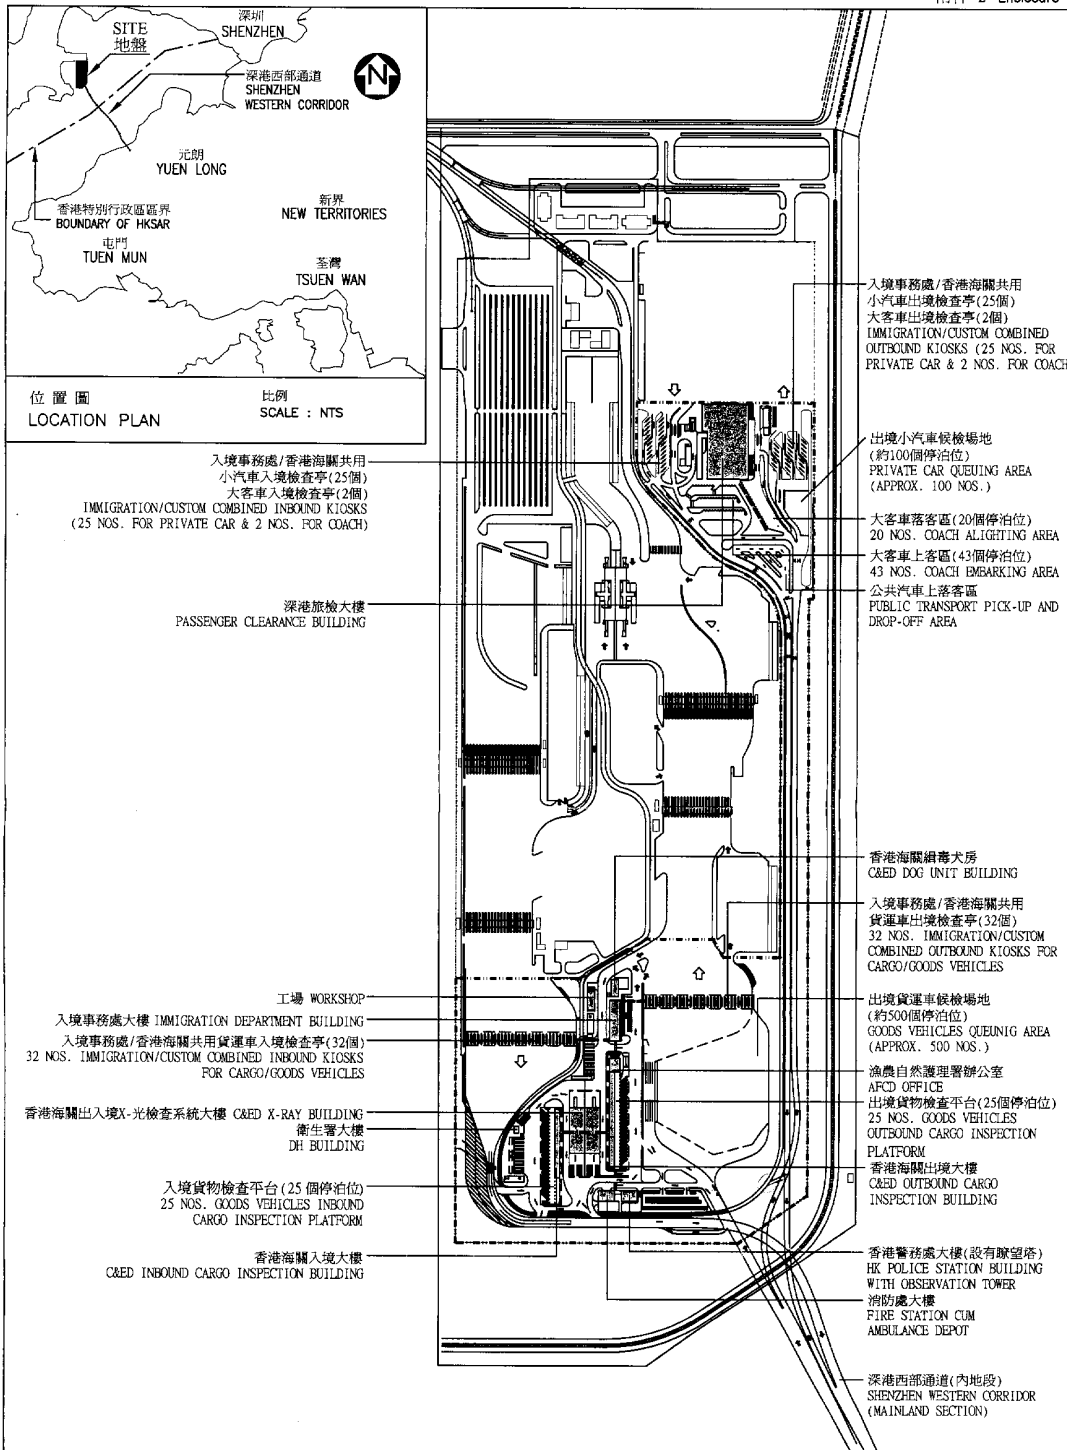 附件 2 Enclosure
深圳
SHENZHEN
SITE
地盤
深港西部通道
SHENZHEN
WESTERN CORRIDOR
N
元朗
YUEN LONG
新界
NEW TERRITORIES
香港特別行政區區界
BOUNDARY OF HKSAR
屯門
TUEN MUN
荃灣
TSUEN WAN
位置圖
LOCATION PLAN
比例
SCALE : NTS
入境事務處/香港海關共用
小汽車入境檢查亭(25個)
大客車入境檢查亭(2個)
IMMIGRATION/CUSTOM COMBINED INBOUND KIOSKS
(25 NOS. FOR PRIVATE CAR & 2 NOS. FOR COACH)
深港旅檢大樓
PASSENGER CLEARANCE BUILDING
工場 WORKSHOP
入境事務處大樓 IMMIGRATION DEPARTMENT BUILDING
入境事務處/香港海關共用貨運車入境檢查亭(32個)
32 NOS. IMMIGRATION/CUSTOM COMBINED INBOUND KIOSKS
FOR CARGO/GOODS VEHICLES
香港海關出入境X-光檢查系統大樓 C&ED X-RAY BUILDING
衛生署大樓
DH BUILDING
入境貨物檢查平台(25 個停泊位)
25 NOS. GOODS VEHICLES INBOUND
CARGO INSPECTION PLATFORM
香港海關入境大樓
C&ED INBOUND CARGO INSPECTION BUILDING
入境事務處/香港海關共用
小汽車出境檢查亭(25個)
大客車出境檢查亭(2個)
IMMIGRATION/CUSTOM COMBINED
OUTBOUND KIOSKS (25 NOS. FOR
PRIVATE CAR & 2 NOS. FOR COACH
出境小汽車候檢場地
(約100個停泊位)
PRIVATE CAR QUEUING AREA
(APPROX. 100 NOS.)
大客車落客區(20個停泊位)
20 NOS. COACH ALIGHTING AREA
大客車上客區(43個停泊位)
43 NOS. COACH EMBARKING AREA
公共汽車上落客區
PUBLIC TRANSPORT PICK-UP AND
DROP-OFF AREA
香港海關緝毒犬房
C&ED DOG UNIT BUILDING
入境事務處/香港海關共用
貨運車出境檢查亭(32個)
32 NOS. IMMIGRATION/CUSTOM
COMBINED OUTBOUND KIOSKS FOR
CARGO/GOODS VEHICLES
出境貨運車候檢場地
(約500個停泊位)
GOODS VEHICLES QUEUNIG AREA
(APPROX. 500 NOS.)
漁農自然護理署辦公室
AFCD OFFICE
出境貨物檢查平台(25個停泊位)
25 NOS. GOODS VEHICLES
OUTBOUND CARGO INSPECTION
PLATFORM
香港海關出境大樓
C&ED OUTBOUND CARGO
INSPECTION BUILDING
香港警務處大樓(設有瞭望塔)
HK POLICE STATION BUILDING
WITH OBSERVATION TOWER
消防處大樓
FIRE STATION CUM
AMBULANCE DEPOT
深港西部通道(內地段)
SHENZHEN WESTERN CORRIDOR
(MAINLAND SECTION)